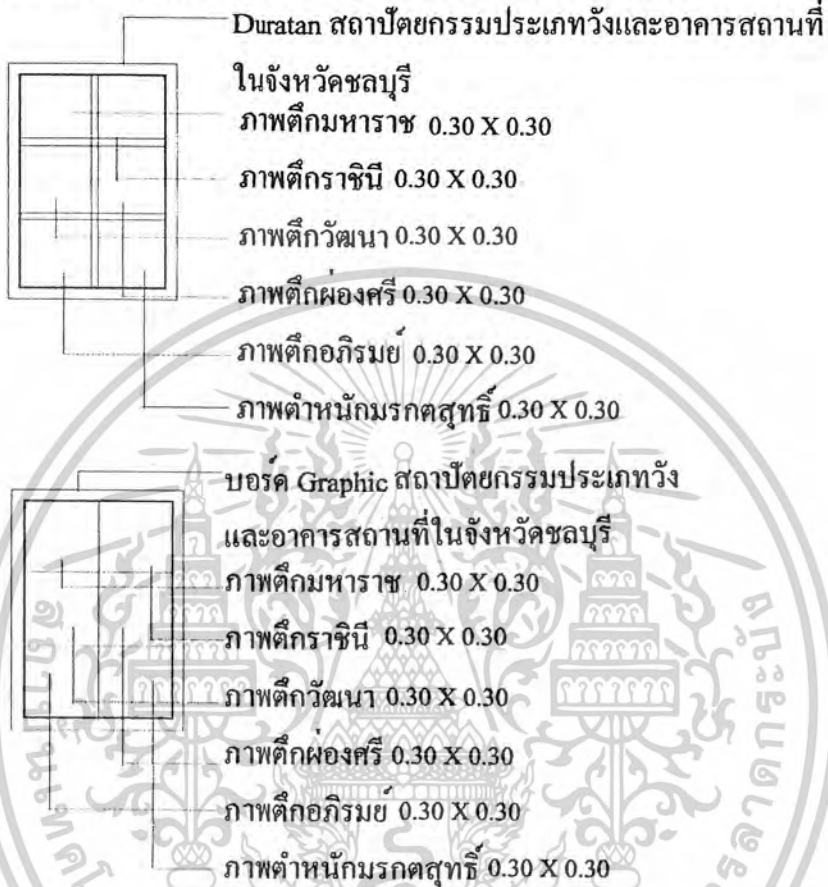 Duratan สถาปัตยกรรมประเภทวังและอาคารสถานที่
ในจังหวัดชลบุรี
ภาพตึกมหาราช 0.30 X 0.30
ภาพตึกราชินี 0.30 X 0.30
ภาพตึกวัฒนา 0.30 X 0.30
ภาพตึกผ่องศรี 0.30 X 0.30
ภาพตึกอภิรมย์ 0.30 X 0.30
ภาพตำหนักมรกตสุทธิ์ 0.30 X 0.30
บอร์ด Graphic สถาปัตยกรรมประเภทวัง
และอาคารสถานที่ในจังหวัดชลบุรี
ภาพตึกมหาราช 0.30 X 0.30
ภาพตึกราชินี 0.30 X 0.30
ภาพตึกวัฒนา 0.30 X 0.30
ภาพตึกผ่องศรี 0.30 X 0.30
ภาพตึกอภิรมย์ 0.30 X 0.30
ภาพตำหนักมรกตสุทธิ์ 0.30 X 0.30